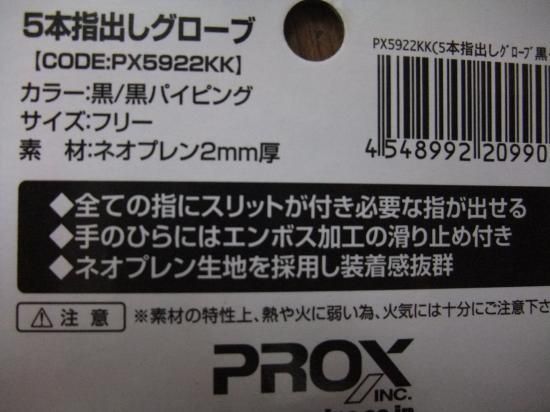 5本指出しグローブ
【CODE:PX5922KK】
カラー:黒/黒パイピング
サイズ:フリー
素 材:ネオプレン2mm厚
PX5922KK(5本指出しグローブ黒
4 548992 20990
◆全ての指にスリットが付き必要な指が出せる
◆手のひらにはエンボス加工の滑り止め付き
◆ネオプレン生地を採用し装着感抜群
⚠注 意 ※素材の特性上、熱や火に弱い為、火気には十分にご注意下さ
PROX
INC.